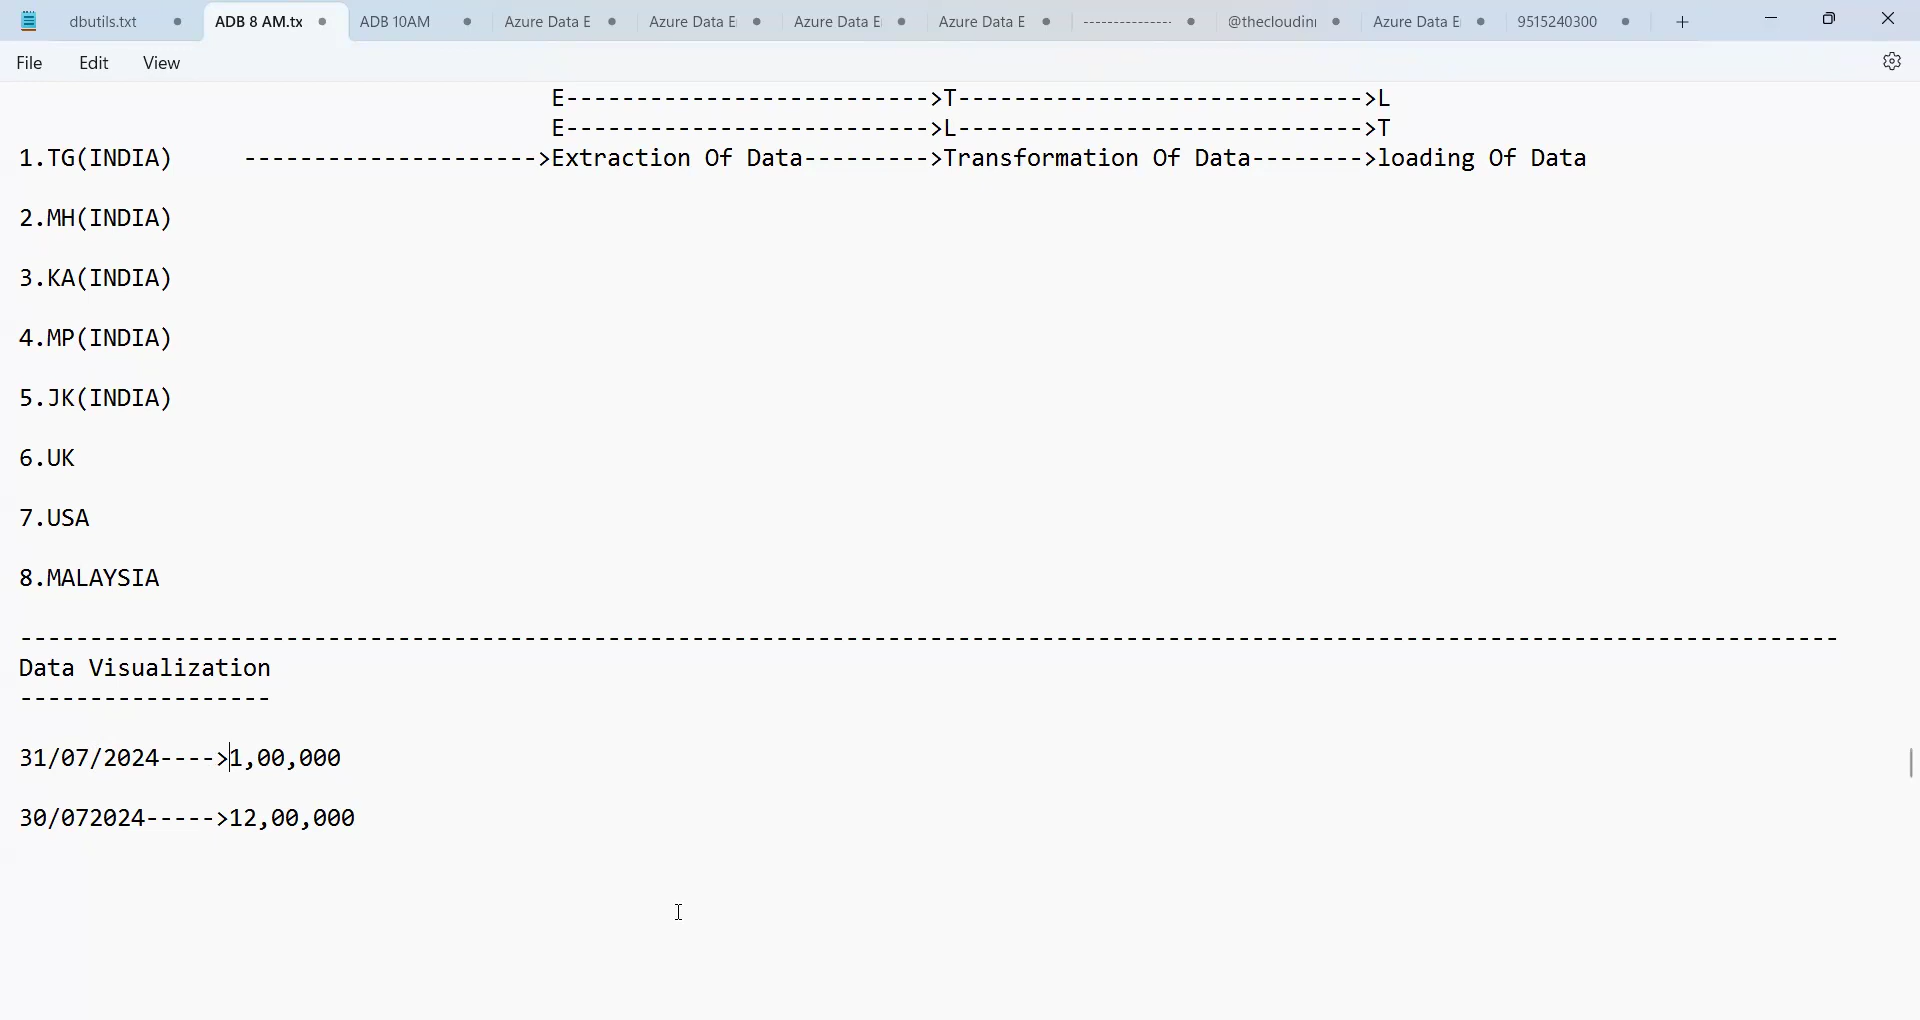 dbutils.txt ADB 8 AM.tx ADB 10AM Azure Data E Azure Data E Azure Data E Azure Data E --------------- @thecloudin Azure Data E 9515240300
File Edit View
E-------------------------->T----------------------------->L
E-------------------------->L----------------------------->T
1.TG(INDIA) --------------------->Extraction Of Data--------->Transformation Of Data-------->loading Of Data
2.MH(INDIA)
3.KA(INDIA)
4.MP(INDIA)
5.JK(INDIA)
6.UK
7.USA
8.MALAYSIA
----------------------------------------------------------------------------------------------------------------------------------
Data Visualization
------------------
31/07/2024---->1,00,000
30/072024----->12,00,000